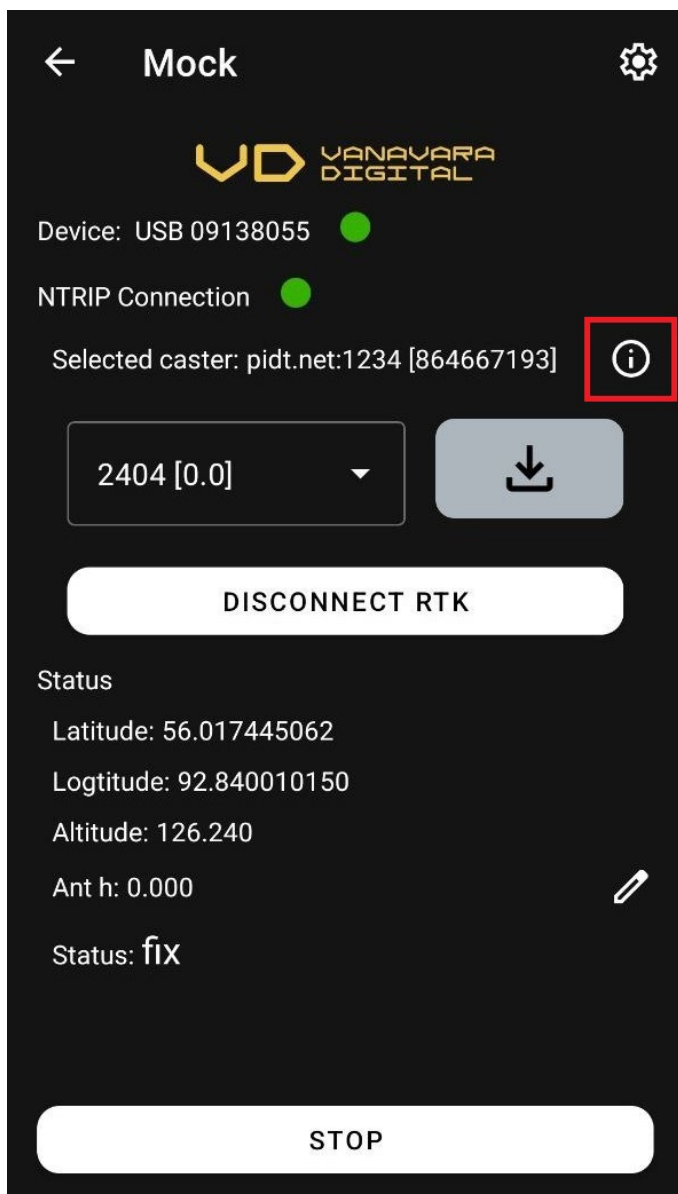 Mock
VD VANAVARA
DIGITAL
Device: USB 09138055
NTRIP Connection
Selected caster: pidt.net:1234 [864667193]
2404 [0.0]
DISCONNECT RTK
Status
Latitude: 56.017445062
Logtitude: 92.840010150
Altitude: 126.240
Ant h: 0.000
Status: fix
STOP